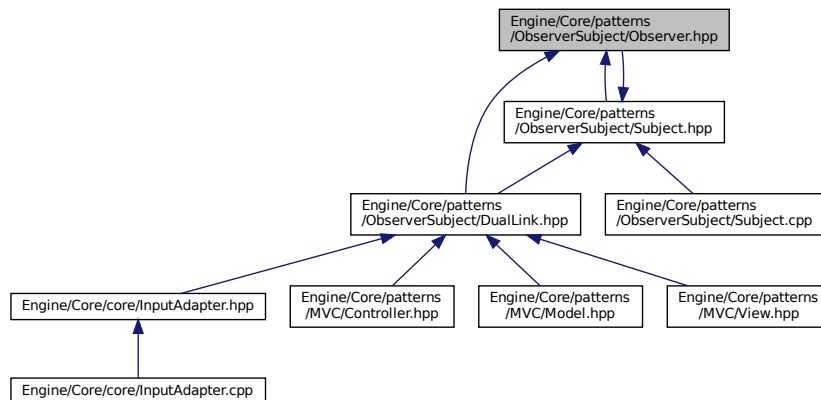 Engine/Core/patterns
/ObserverSubject/Observer.hpp
Engine/Core/patterns
/ObserverSubject/Subject.hpp
Engine/Core/patterns
/ObserverSubject/DualLink.hpp
Engine/Core/patterns
/ObserverSubject/Subject.cpp
Engine/Core/core/InputAdapter.hpp
Engine/Core/patterns
/MVC/Controller.hpp
Engine/Core/patterns
/MVC/Model.hpp
Engine/Core/patterns
/MVC/View.hpp
Engine/Core/core/InputAdapter.cpp